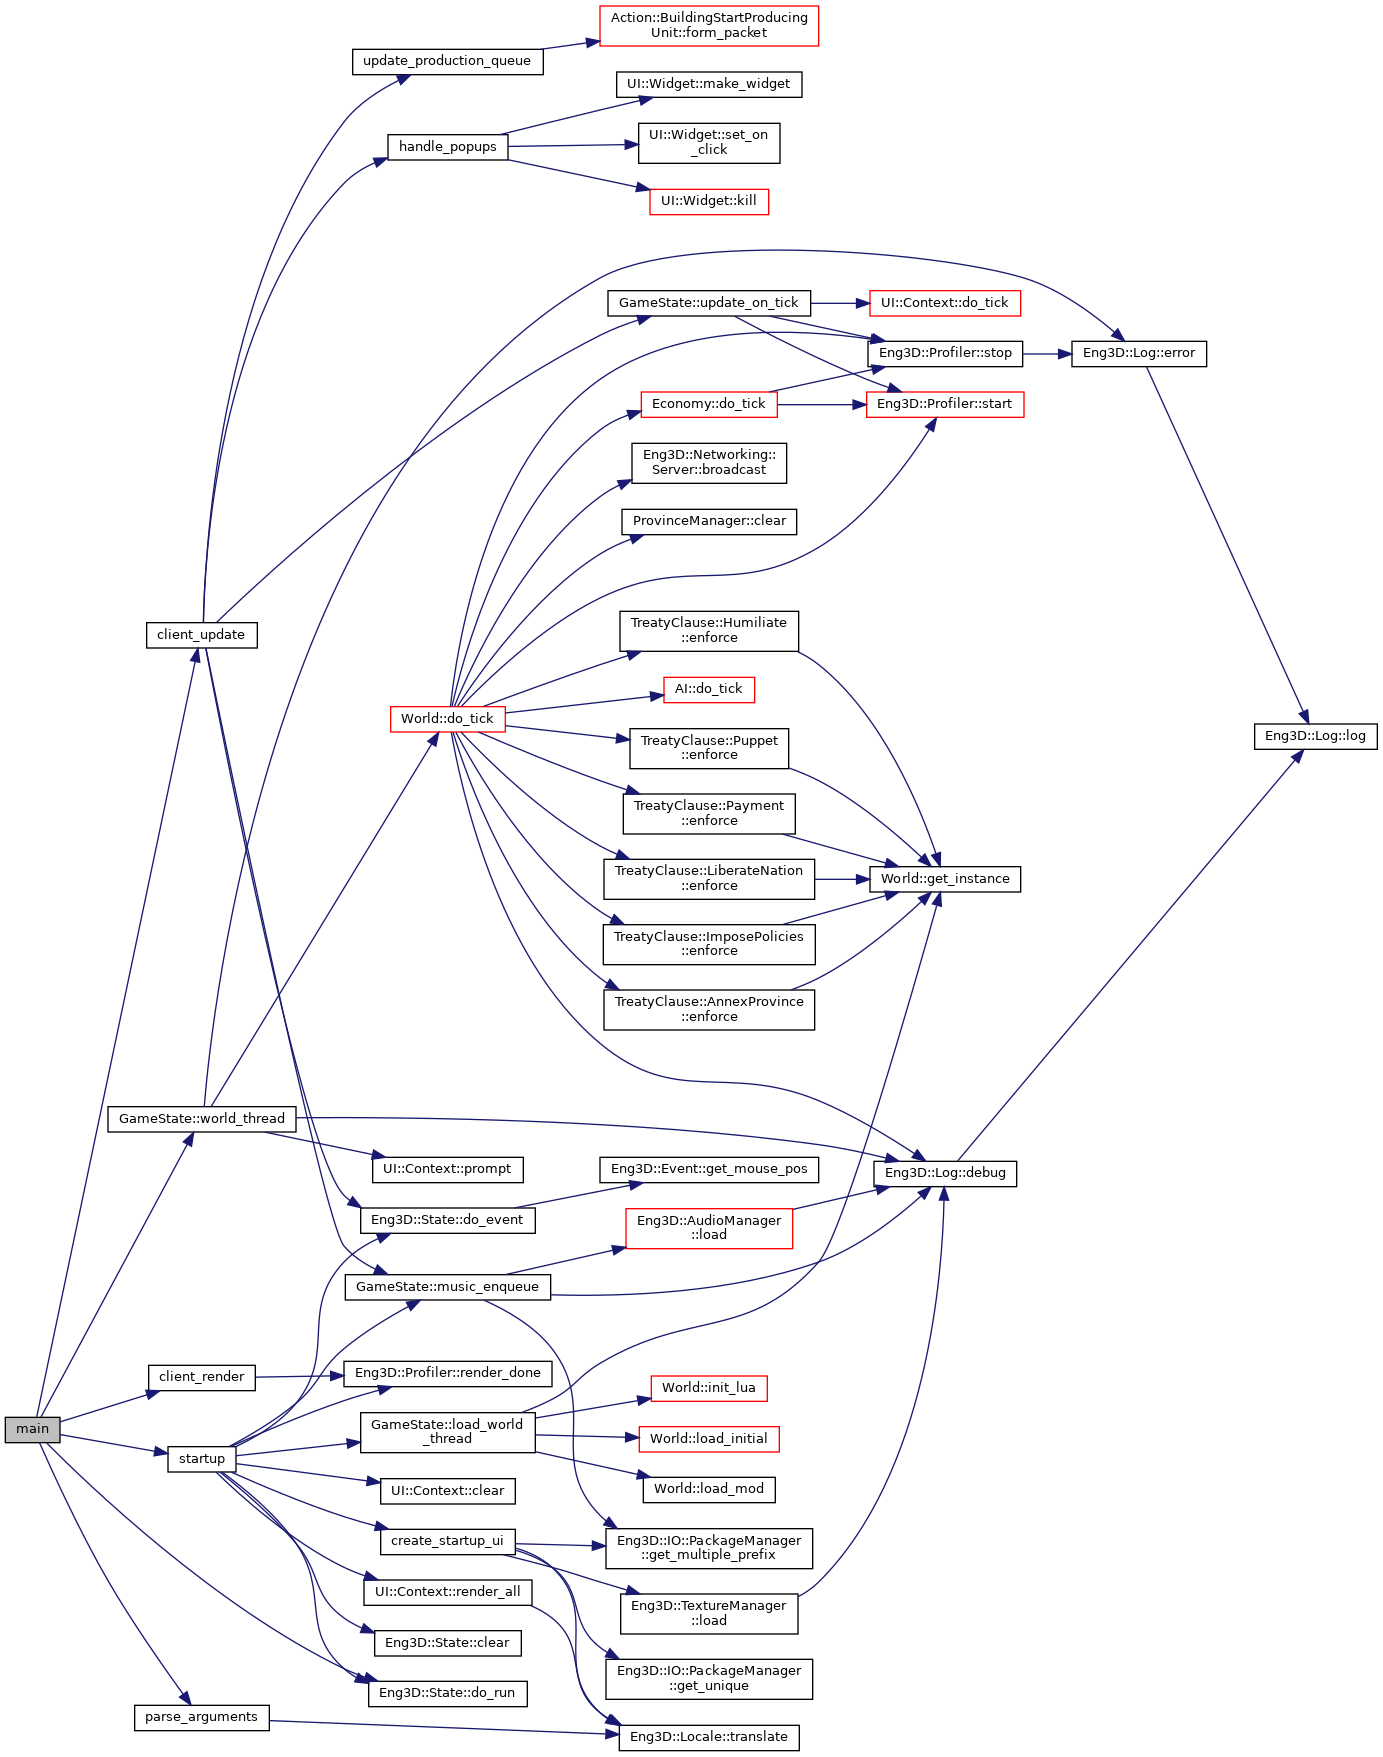 Action::BuildingStartProducing
Unit::form_packet
update_production_queue
UI::Widget::make_widget
UI::Widget::set_on
_click
handle_popups
UI::Widget::kill
GameState::update_on_tick
UI::Context::do_tick
Eng3D::Profiler::stop
Eng3D::Log::error
Economy::do_tick
Eng3D::Profiler::start
Eng3D::Networking::
Server::broadcast
ProvinceManager::clear
client_update
TreatyClause::Humiliate
::enforce
AI::do_tick
World::do_tick
TreatyClause::Puppet
::enforce
Eng3D::Log::log
TreatyClause::Payment
::enforce
TreatyClause::LiberateNation
::enforce
World::get_instance
TreatyClause::ImposePolicies
::enforce
TreatyClause::AnnexProvince
::enforce
GameState::world_thread
UI::Context::prompt
Eng3D::Event::get_mouse_pos
Eng3D::Log::debug
Eng3D::State::do_event
Eng3D::AudioManager
::load
GameState::music_enqueue
client_render
Eng3D::Profiler::render_done
World::init_lua
main
GameState::load_world
_thread
World::load_initial
startup
UI::Context::clear
World::load_mod
create_startup_ui
Eng3D::IO::PackageManager
::get_multiple_prefix
UI::Context::render_all
Eng3D::TextureManager
::load
Eng3D::State::clear
Eng3D::IO::PackageManager
::get_unique
Eng3D::State::do_run
parse_arguments
Eng3D::Locale::translate